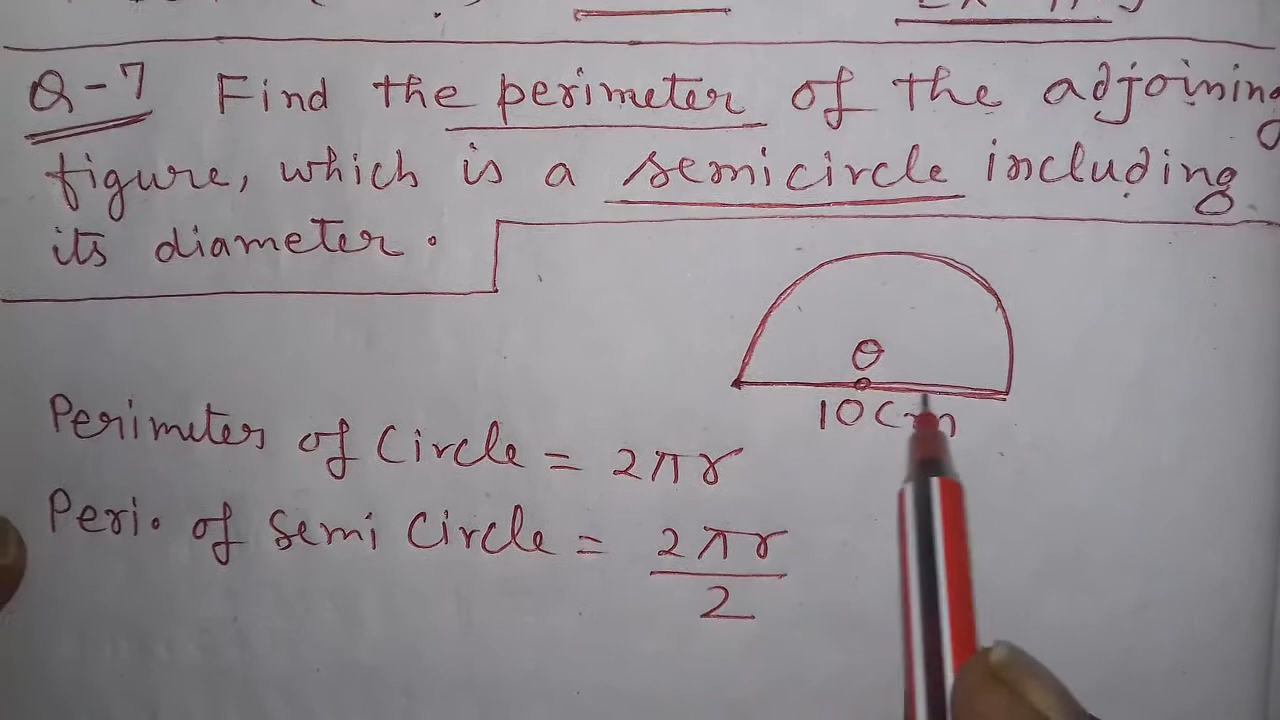 Q-7 Find the perimeter of the adjoining
figure, which is a semicircle including
its diameter.
O
10cm
Perimeter of Circle = 2πr
Peri. of Semi Circle = 2πr
2